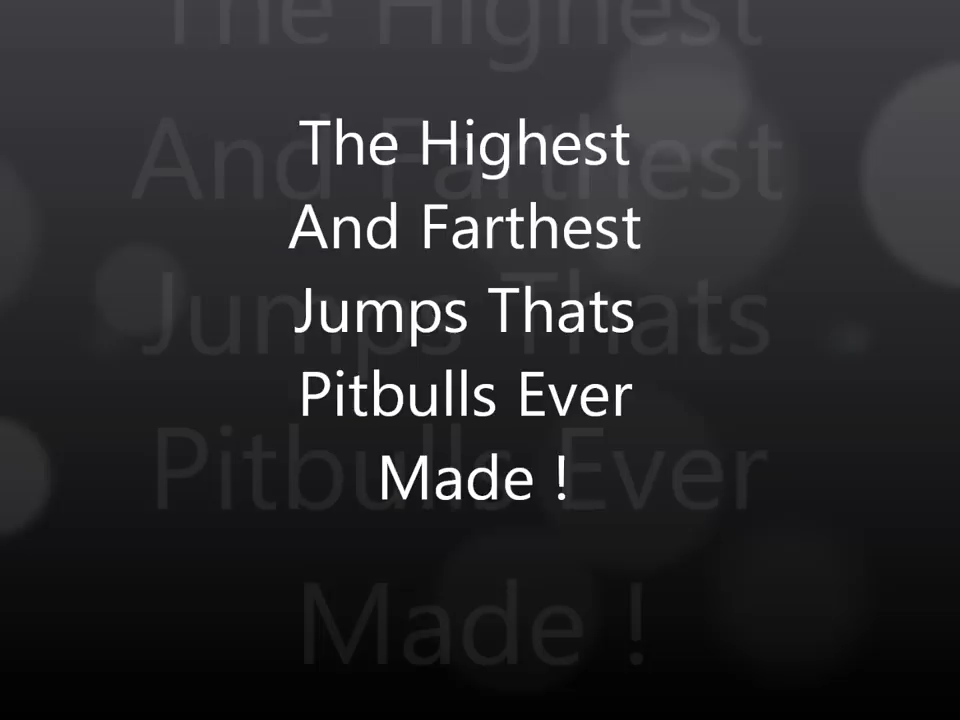 The Highest
And Farthest
Jumps Thats
Pitbulls Ever
Made !